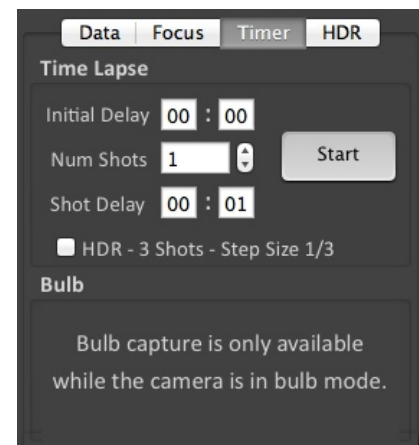 Data Focus Timer HDR
Time Lapse
Initial Delay 00 : 00
Num Shots 1
Start
Shot Delay 00 : 01
HDR - 3 Shots - Step Size 1/3
Bulb
Bulb capture is only available
while the camera is in bulb mode.